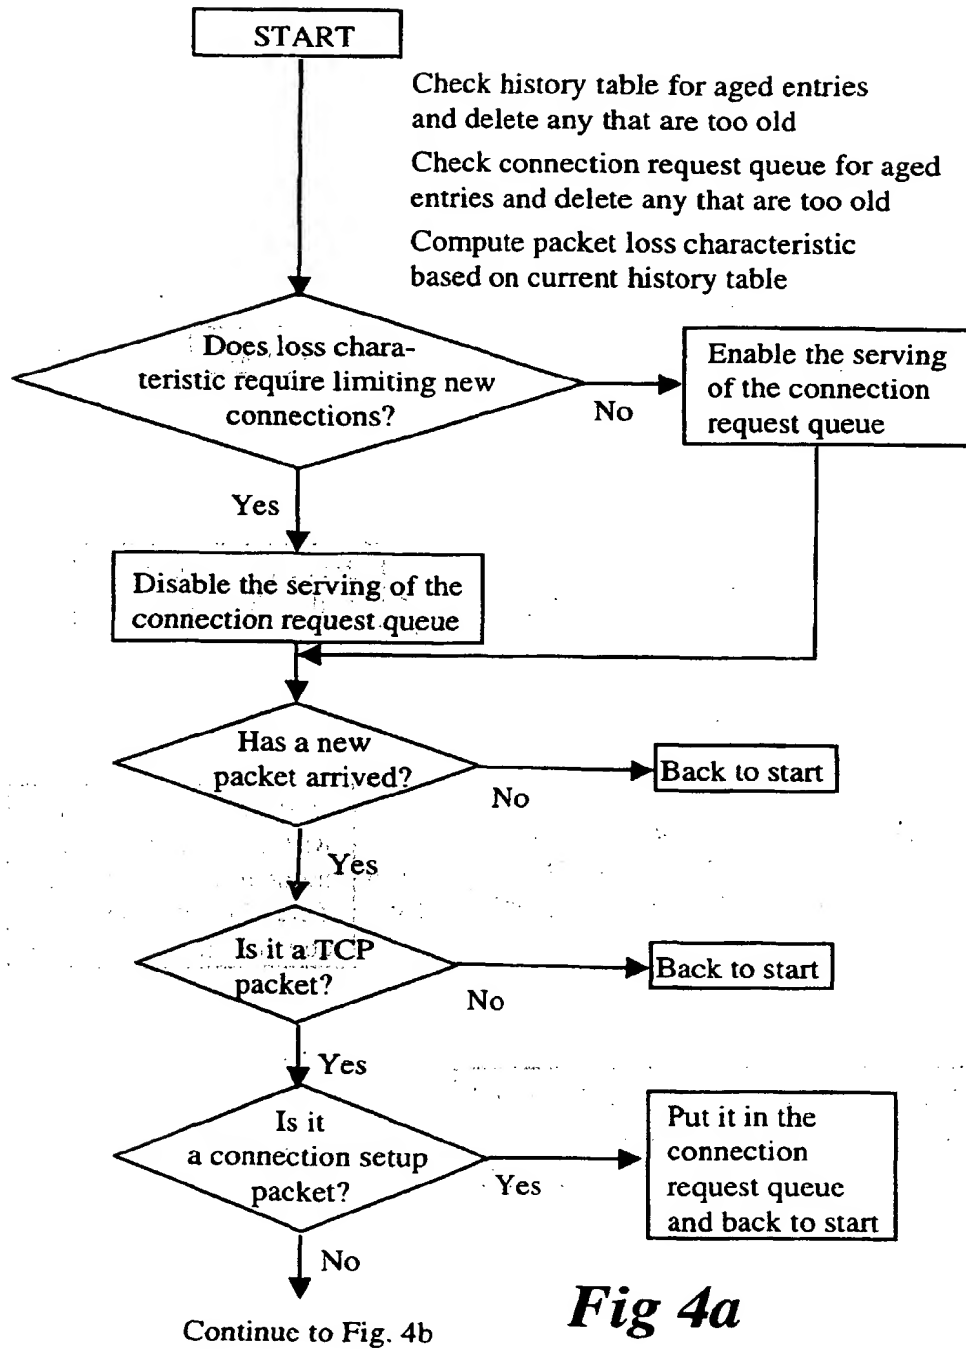 START
Check history table for aged entries
and delete any that are too old
Check connection request queue for aged
entries and delete any that are too old
Compute packet loss characteristic
based on current history table
Does loss chara-
teristic require limiting new
connections?
No
Enable the serving
of the connection
request queue
Yes
Disable the serving of the
connection request queue
Has a new
packet arrived?
No
Back to start
Yes
Is it a TCP
packet?
No
Back to start
Yes
Is it
a connection setup
packet?
Yes
Put it in the
connection
request queue
and back to start
No
Continue to Fig. 4b
Fig 4a